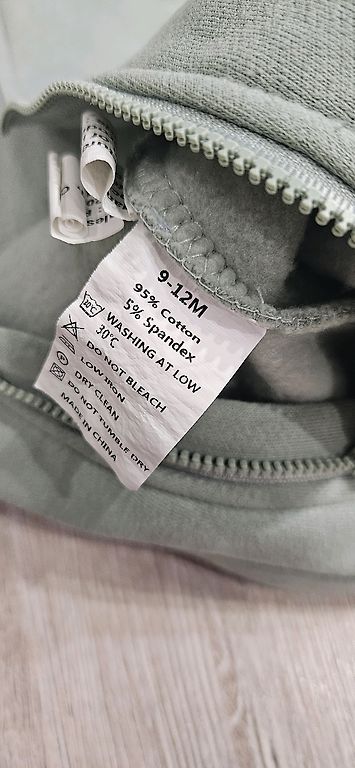 9-12M
95% Cotton
5% Spandex
WASHING AT LOW
30℃
DO NOT BLEACH
LOW IRON
DRY CLEAN
DO NOT TUMBLE DRY
MADE IN CHINA